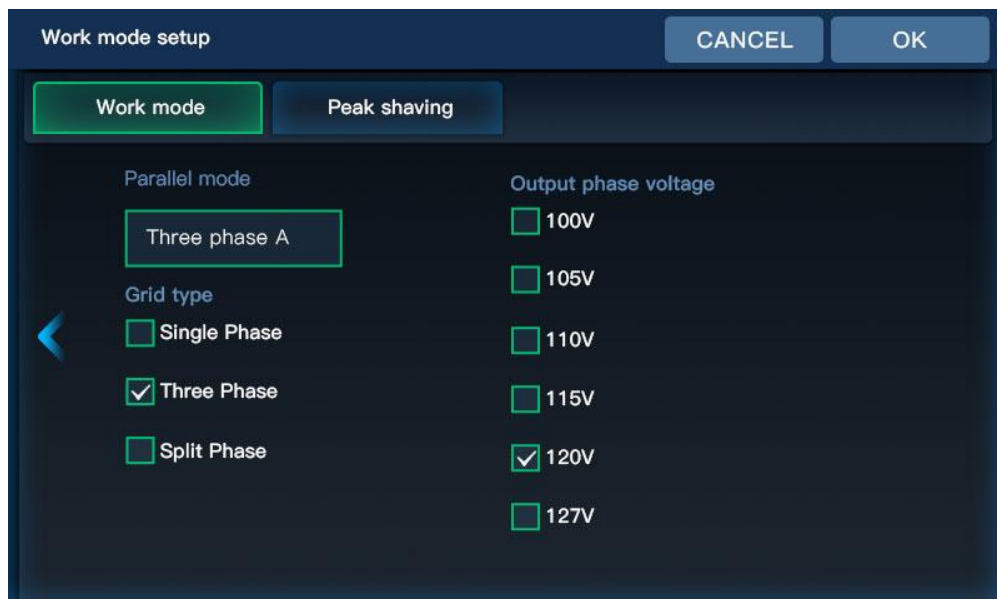 Work mode setup
CANCEL
OK
Work mode
Peak shaving
Parallel mode
Three phase A
Grid type
Single Phase
Three Phase
Split Phase
Output phase voltage
100V
105V
110V
115V
120V
127V